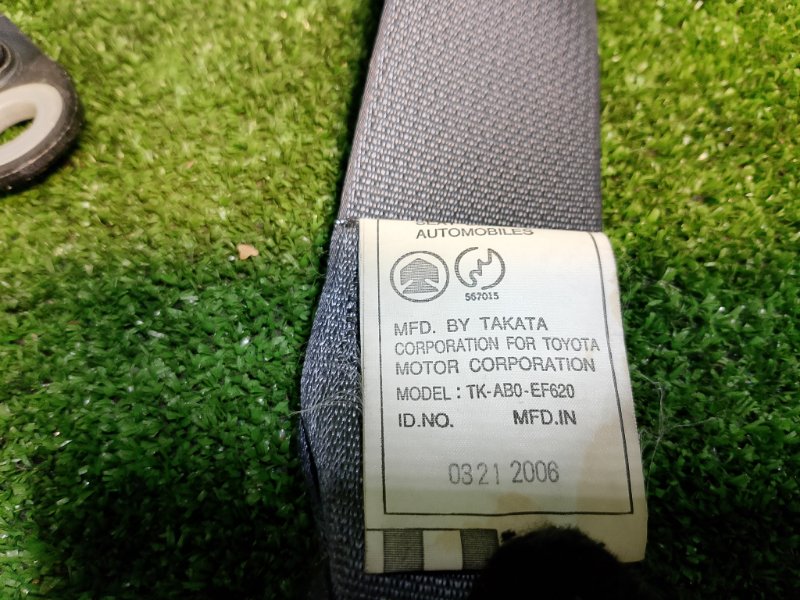 AUTOMOBILES
567015
MFD. BY TAKATA
CORPORATION FOR TOYOTA
MOTOR CORPORATION
MODEL : TK-AB0-EF620
ID.NO. MFD.IN
0321 2006